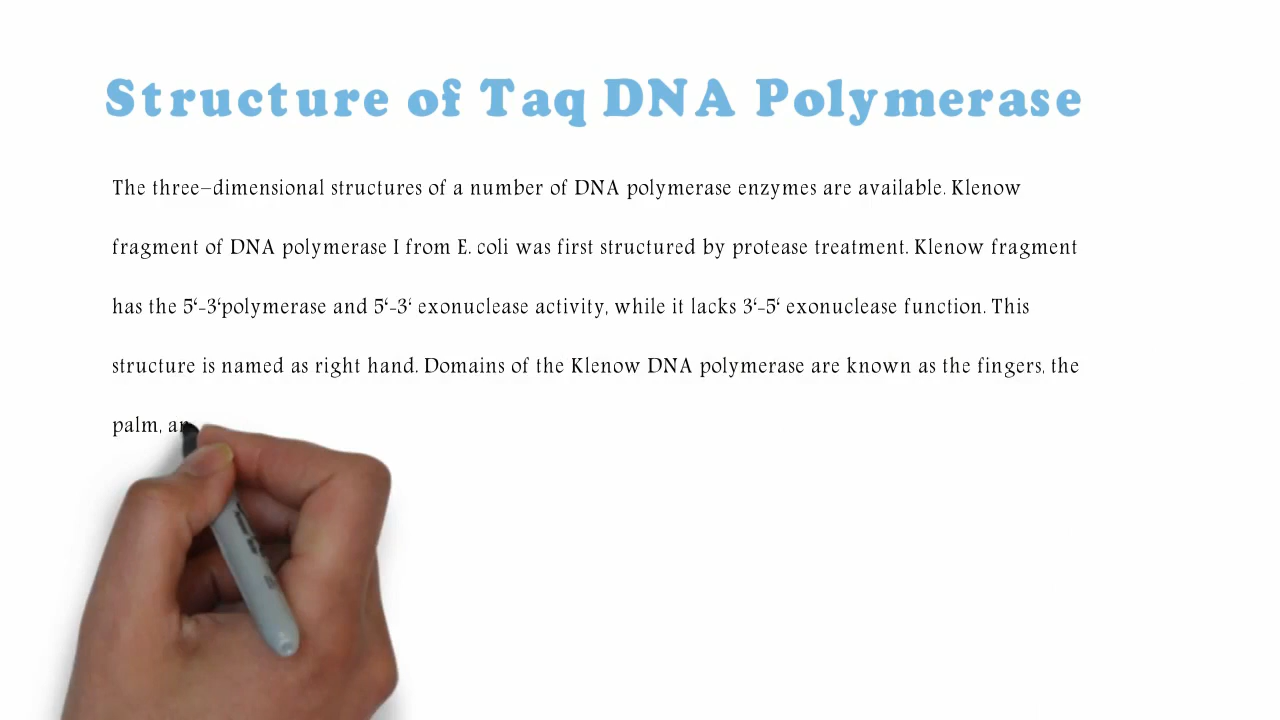 Structure of Taq DNA Polymerase
The three-dimensional structures of a number of DNA polymerase enzymes are available. Klenow
fragment of DNA polymerase I from E. coli was first structured by protease treatment. Klenow fragment
has the 5‘-3‘polymerase and 5‘-3‘ exonuclease activity, while it lacks 3‘-5‘ exonuclease function. This
structure is named as right hand. Domains of the Klenow DNA polymerase are known as the fingers, the
palm, an